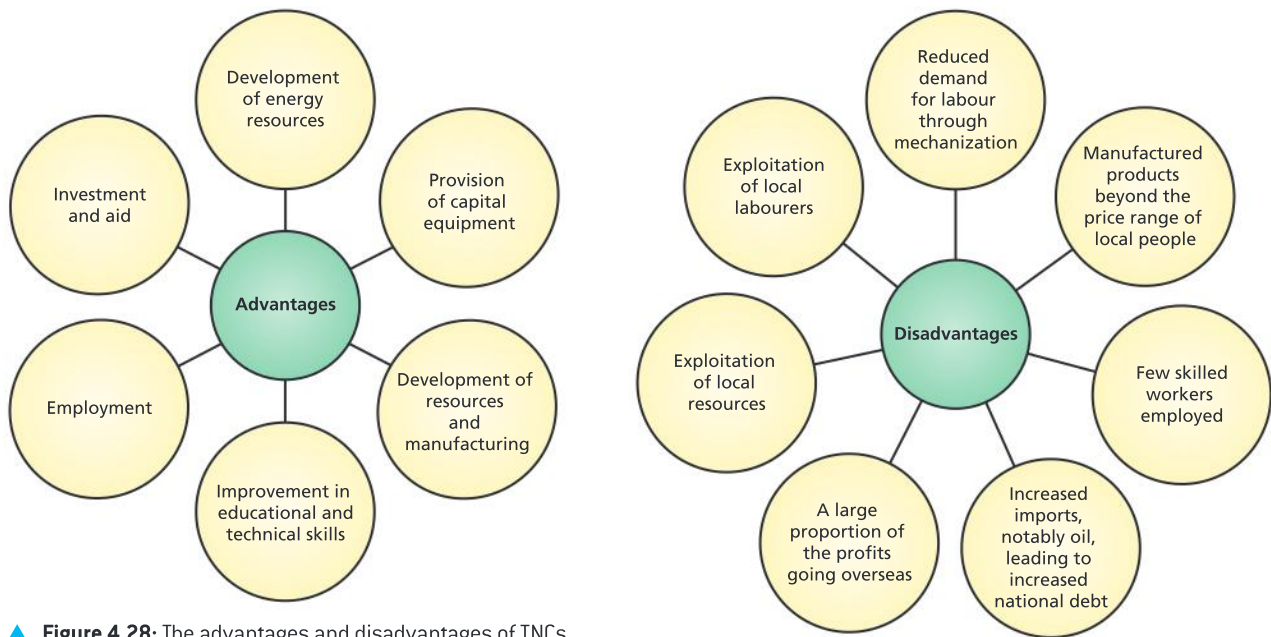 Development
of energy
resources
Provision
of capital
equipment
Development of
resources
and
manufacturing
Improvement in
educational and
technical skills
Employment
Investment
and aid
Advantages
Reduced
demand
for labour
through
mechanization
Manufactured
products
beyond the
price range of
local people
Few skilled
workers
employed
Increased
imports,
notably oil,
leading to
increased
national debt
A large
proportion of
the profits
going overseas
Exploitation
of local
resources
Exploitation
of local
labourers
Disadvantages
▲ Figure 4.28: The advantages and disadvantages of TNCs